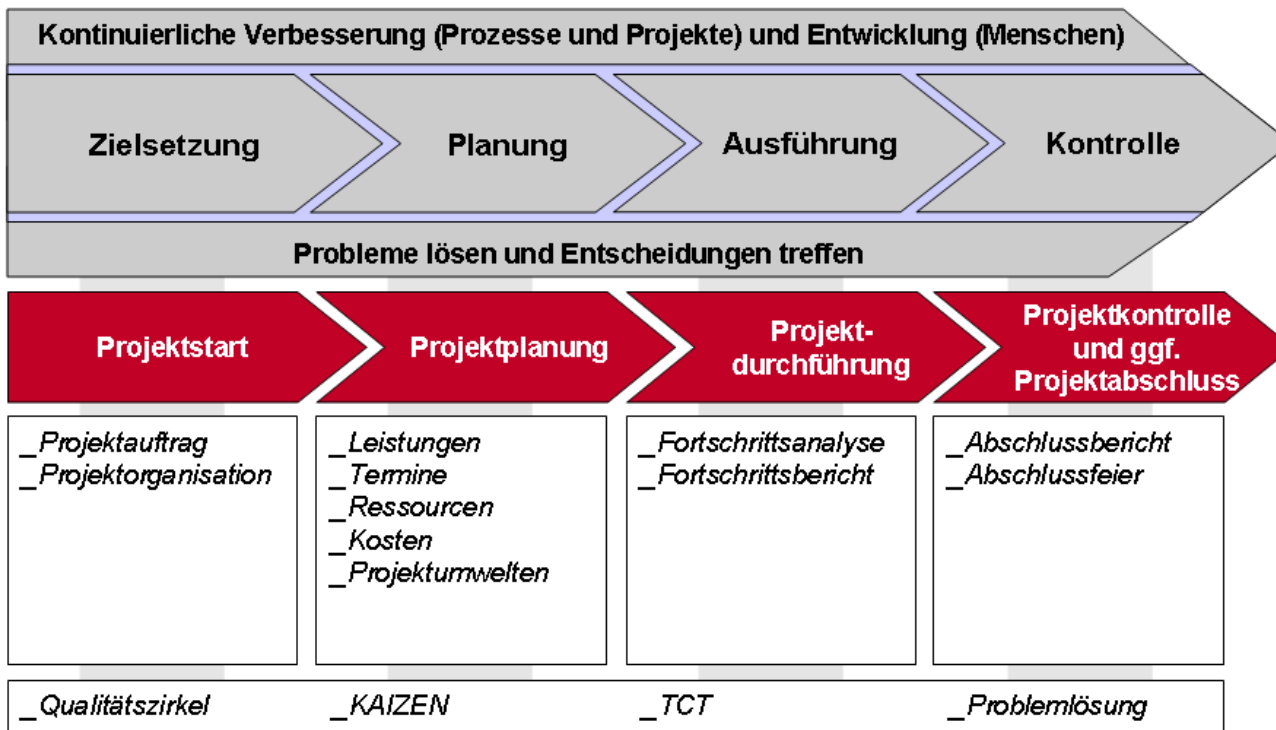 Kontinuierliche Verbesserung (Prozesse und Projekte) und Entwicklung (Menschen)
Zielsetzung
Planung
Ausführung
Kontrolle
Probleme lösen und Entscheidungen treffen
Projektstart
Projektplanung
Projekt-
durchführung
Projektkontrolle
und ggf.
Projektabschluss
_Projektauftrag
_Projektorganisation
_Leistungen
_Termine
_Ressourcen
_Kosten
_Projektumwelten
_Fortschrittsanalyse
_Fortschrittsbericht
_Abschlussbericht
_Abschlussfeier
_Qualitätszirkel
_KAIZEN
_TCT
_Problemlösung